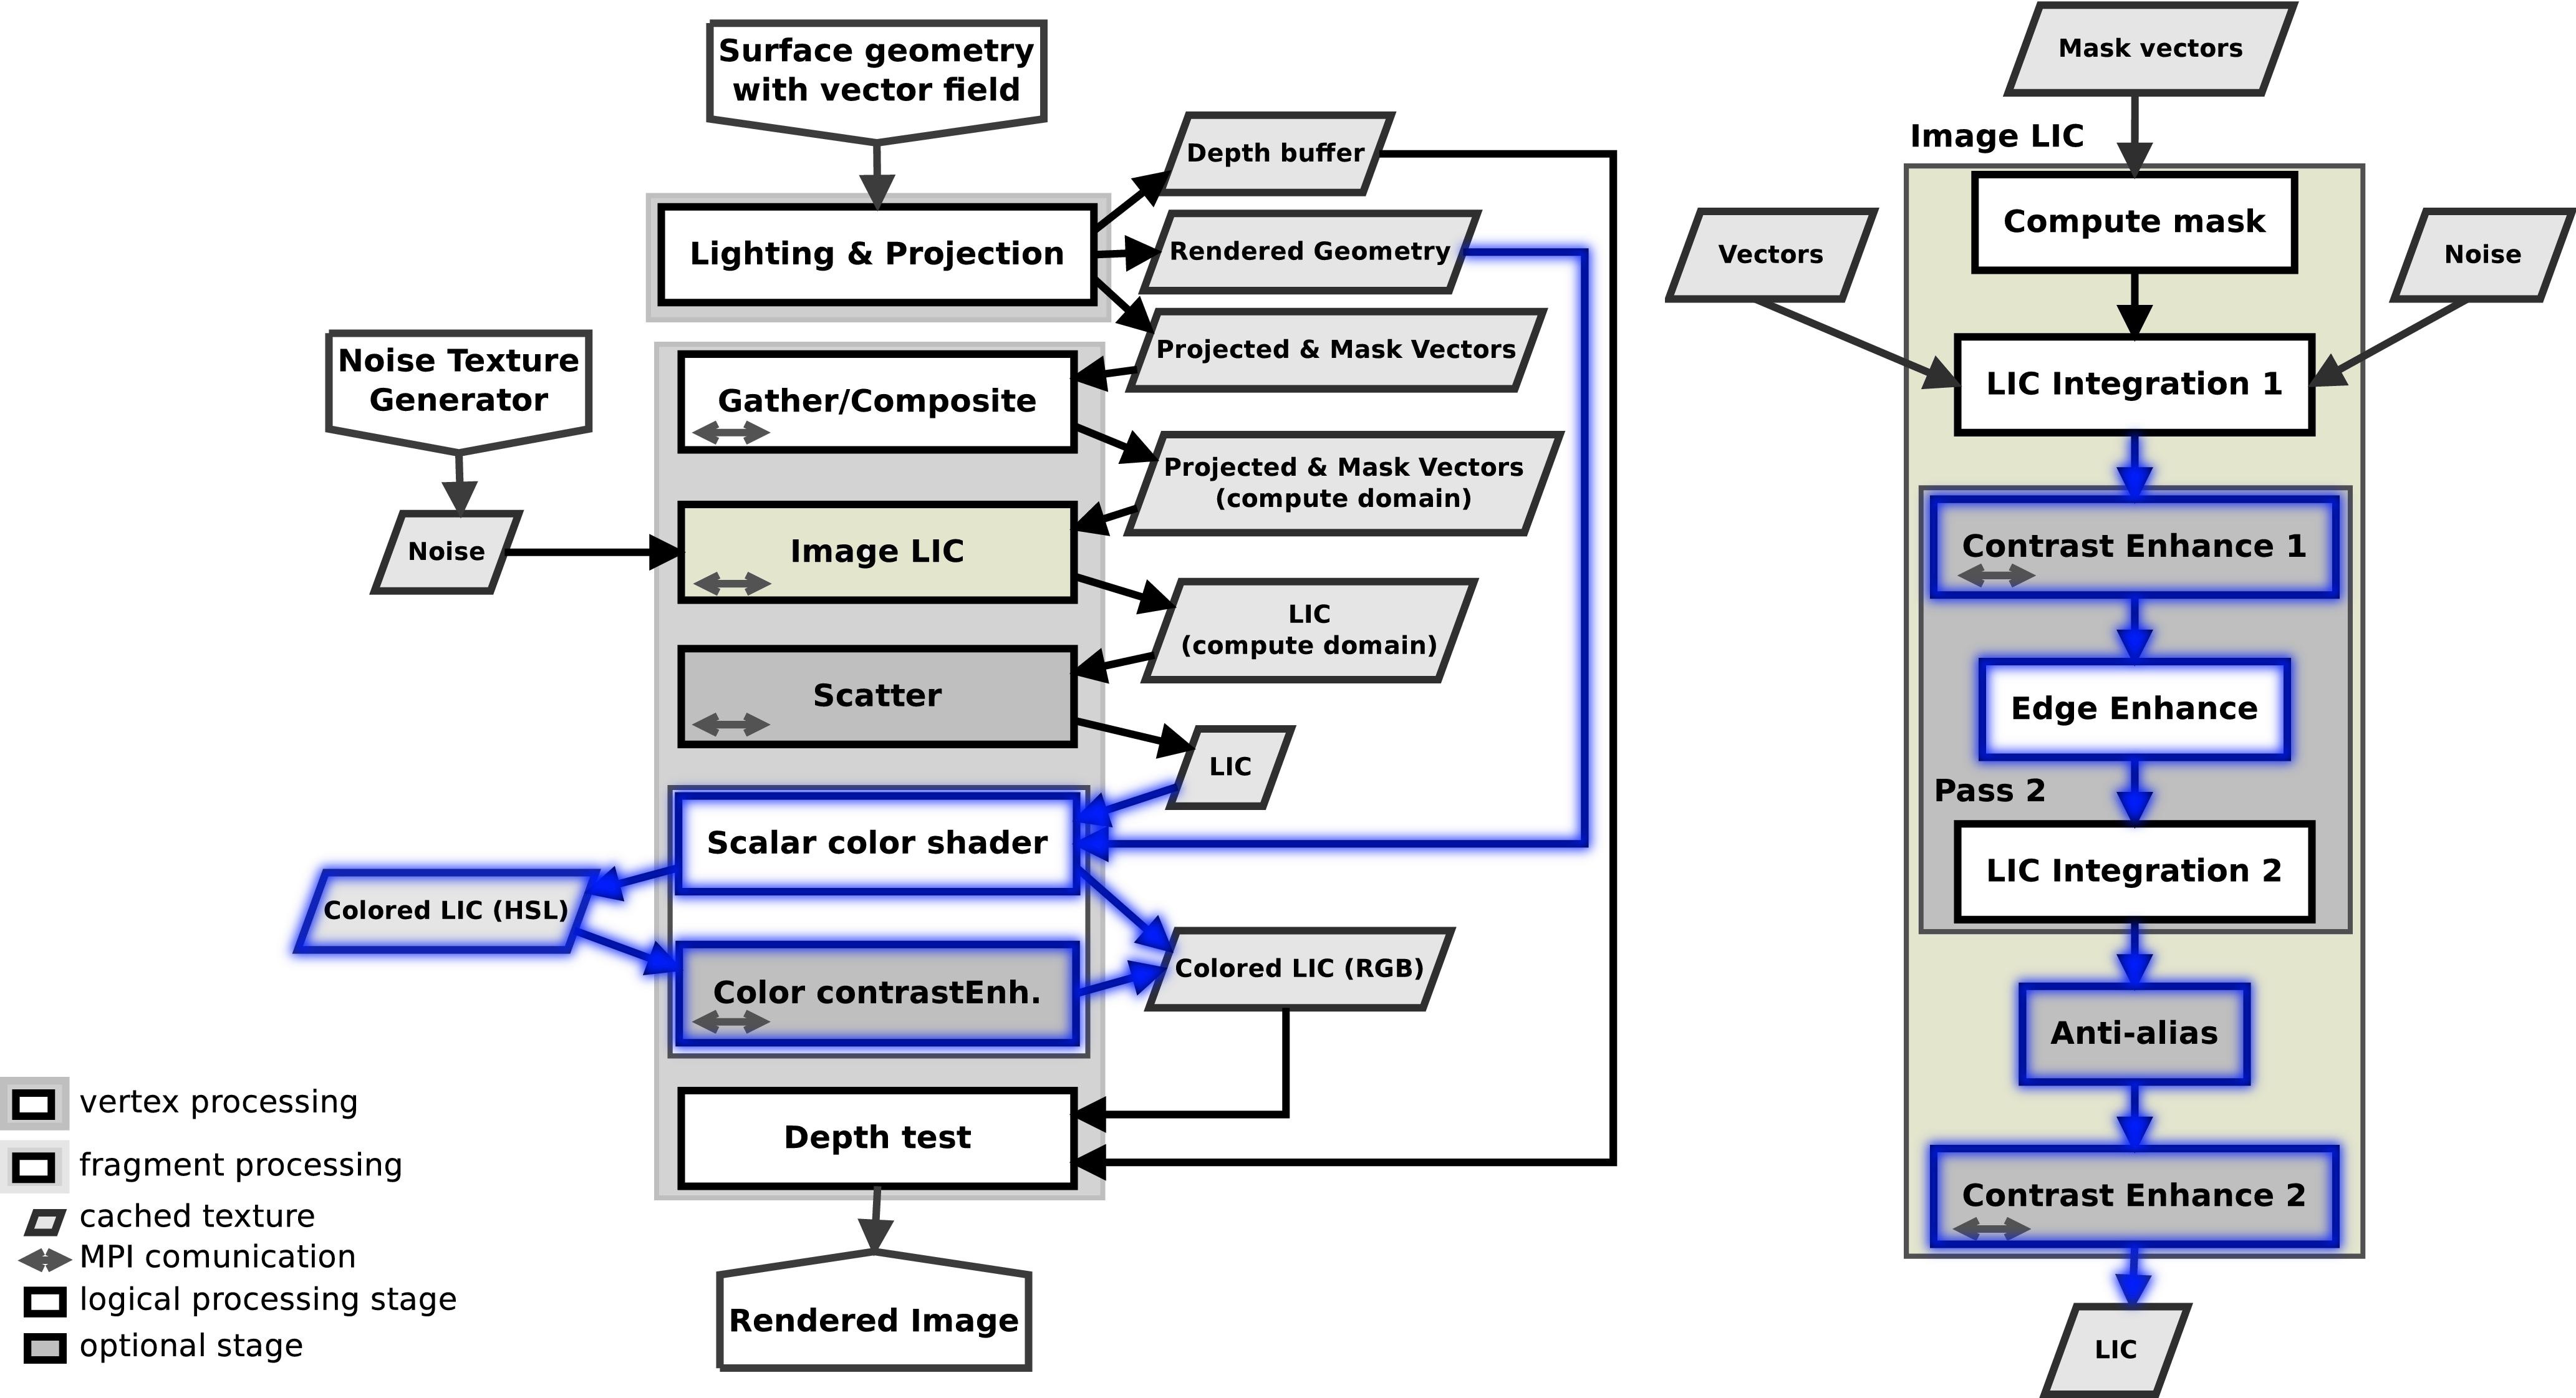 Surface geometry
with vector field
Depth buffer
Lighting & Projection
Rendered Geometry
Projected & Mask Vectors
Noise Texture
Generator
Gather/Composite
Projected & Mask Vectors
(compute domain)
Noise
Image LIC
LIC
(compute domain)
Scatter
LIC
Scalar color shader
Colored LIC (HSL)
Color contrastEnh.
Colored LIC (RGB)
Depth test
Rendered Image
vertex processing
fragment processing
cached texture
MPI comunication
logical processing stage
optional stage
Mask vectors
Image LIC
Compute mask
Vectors
Noise
LIC Integration 1
Contrast Enhance 1
Edge Enhance
Pass 2
LIC Integration 2
Anti-alias
Contrast Enhance 2
LIC